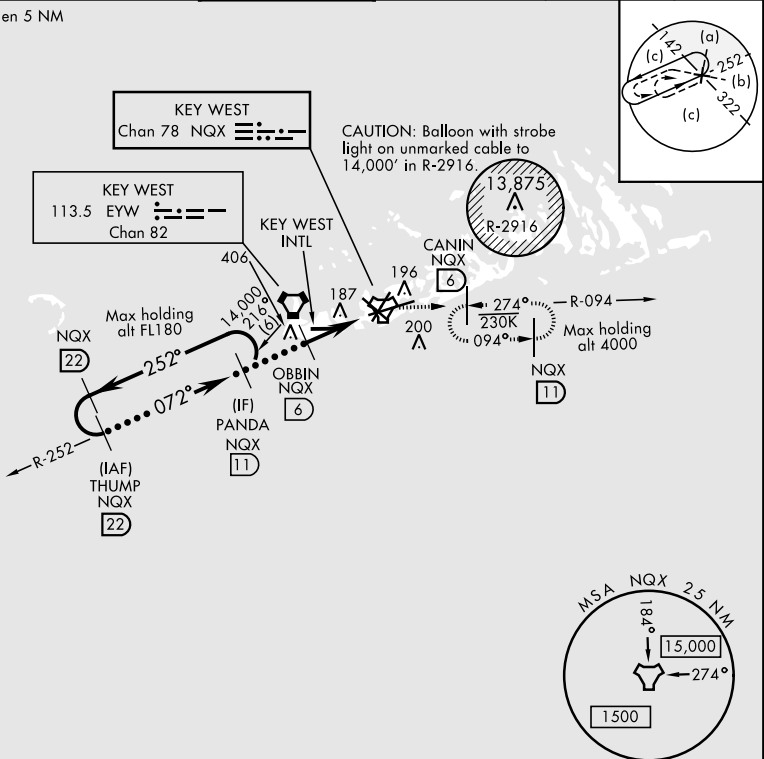 en 5 NM
KEY WEST
Chan 78 NQX
CAUTION: Balloon with strobe
light on unmarked cable to
14,000' in R-2916.
142
(a)
(c)
252
(b)
322
(c)
KEY WEST
113.5 EYW
Chan 82
KEY WEST
INTL
13,875
R-2916
406
CANIN
NQX
6
187
196
200
274°
230K
094°
R-094
Max holding
alt 4000
NQX
11
Max holding
alt FL180
14,000
216°
(6)
NQX
22
252°
072°
R-252
OBBIN
NQX
6
(IF)
PANDA
NQX
11
(IAF)
THUMP
NQX
22
MSA NQX 25 NM
184°
15,000
274°
1500